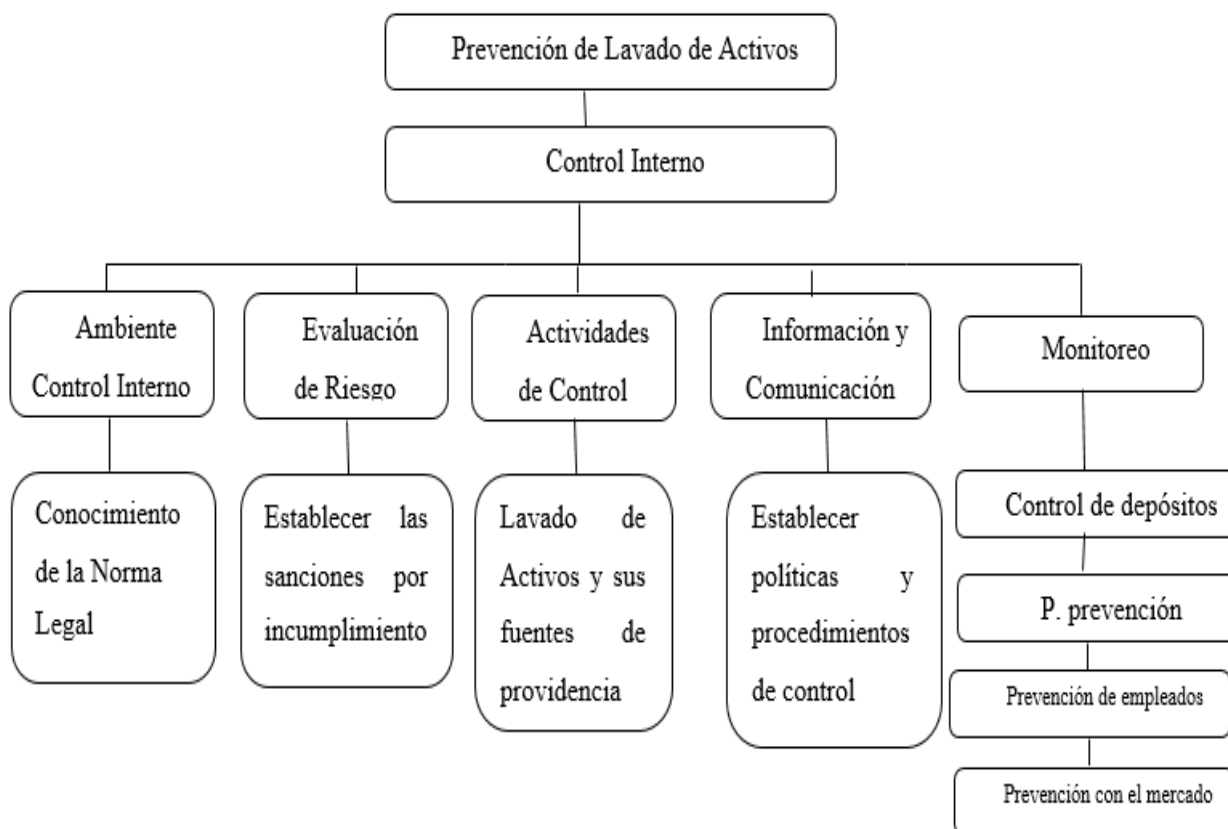 Prevención de Lavado de Activos
Control Interno
Ambiente
Control Interno
Evaluación
de Riesgo
Actividades
de Control
Información y
Comunicación
Monitoreo
Conocimiento
de la Norma
Legal
Establecer las
sanciones por
incumplimiento
Lavado de
Activos y sus
fuentes de
providencia
Establecer
políticas y
procedimientos
de control
Control de depósitos
P. prevención
Prevención de empleados
Prevención con el mercado